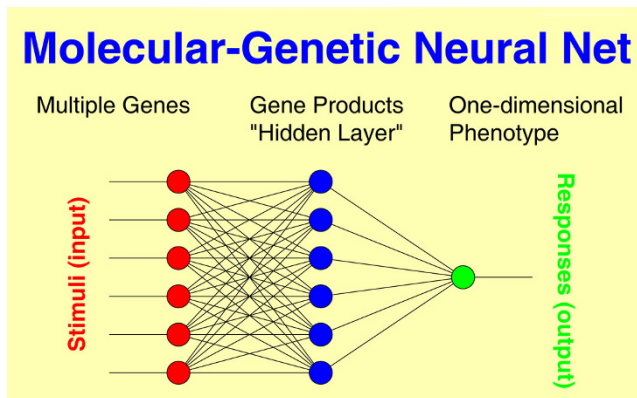 Molecular-Genetic Neural Net
Multiple Genes
Gene Products
"Hidden Layer"
One-dimensional
Phenotype
Stimuli (input)
Responses (output)